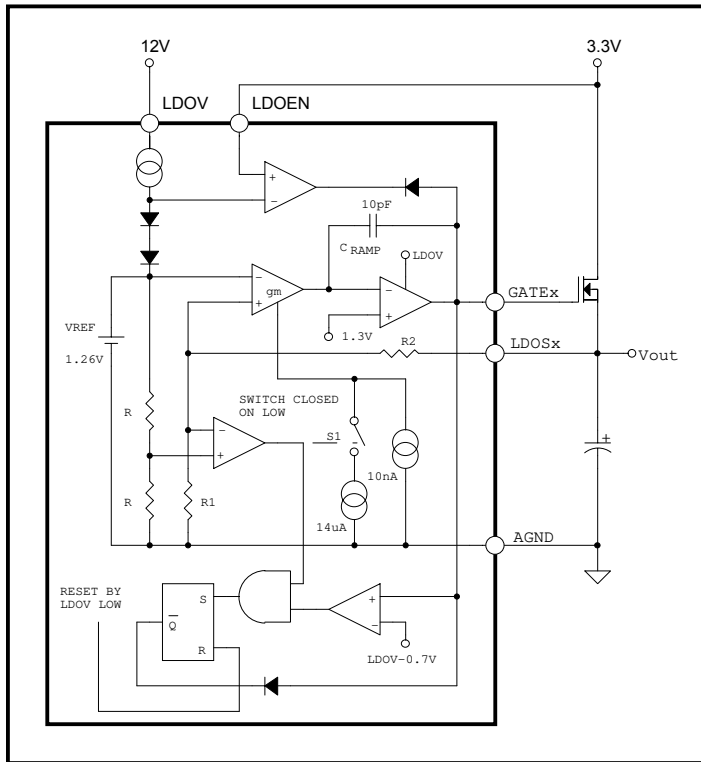 12V
3.3V
LDOV
LDOEN
+
−
10pF
C RAMP
LDOV
−
gm
+
−
+
GATEx
VREF
1.26V
1.3V
R2
LDOSx
Vout
SWITCH CLOSED
ON LOW
R
−
+
S1
10nA
+
R
R1
14uA
AGND
RESET BY
LDOV LOW
S
Q
R
+
−
LDOV-0.7V